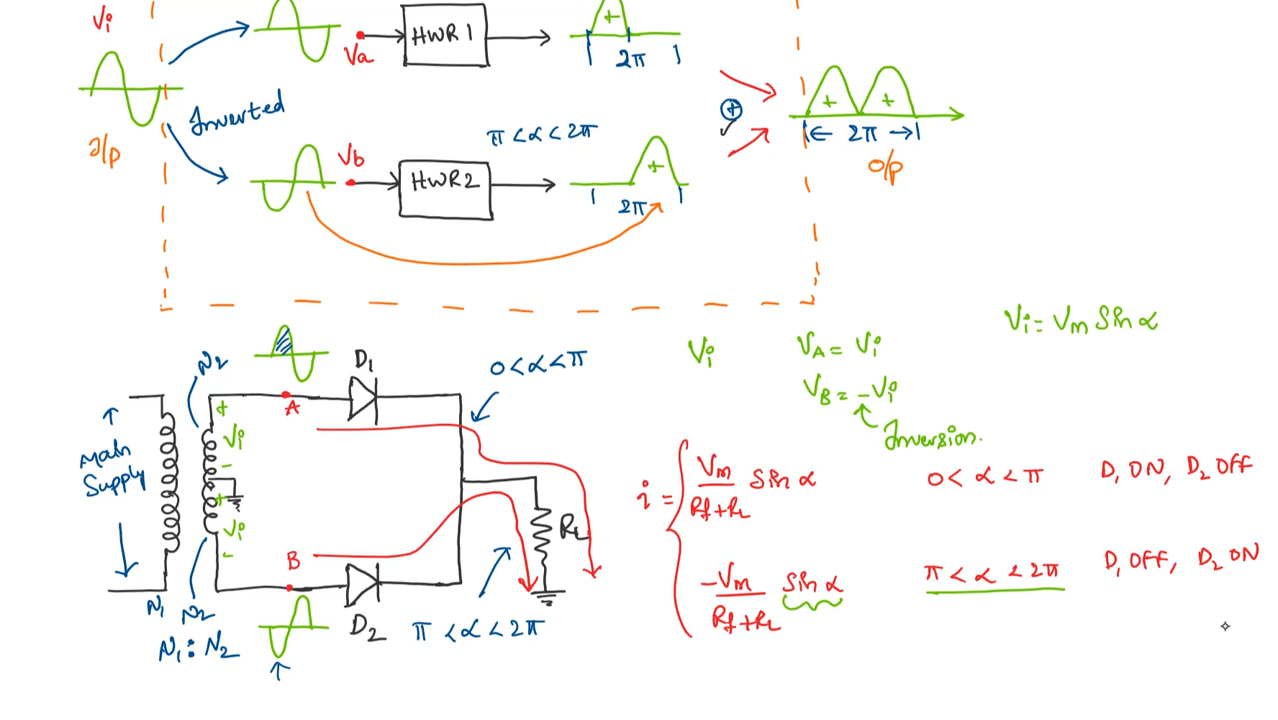 Vi
Va
HWR 1
+
2π
Inverted
I/p
Vb
π < α < 2π
HWR 2
+
2π
+
+ +
2π
o/p
Vi = Vm Sin α
N2
D1
0 < α < π
Vi
VA = Vi
VB = -Vi
Inversion.
A
+
Vi
-
+
Vi
-
Main
Supply
RL
B
i =
Vm / Rf+RL Sin α
0 < α < π
D1 ON, D2 OFF
-Vm / Rf+RL Sin α
π < α < 2π
D1 OFF, D2 ON
N1
N2
D2
π < α < 2π
N1 : N2